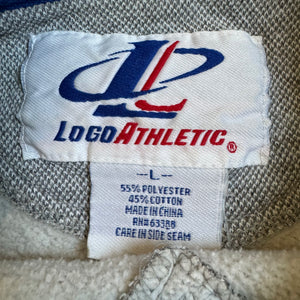 LOGOATHLETIC®
--L--
55% POLYESTER
45% COTTON
MADE IN CHINA
RN# 63388
CARE IN SIDE SEAM